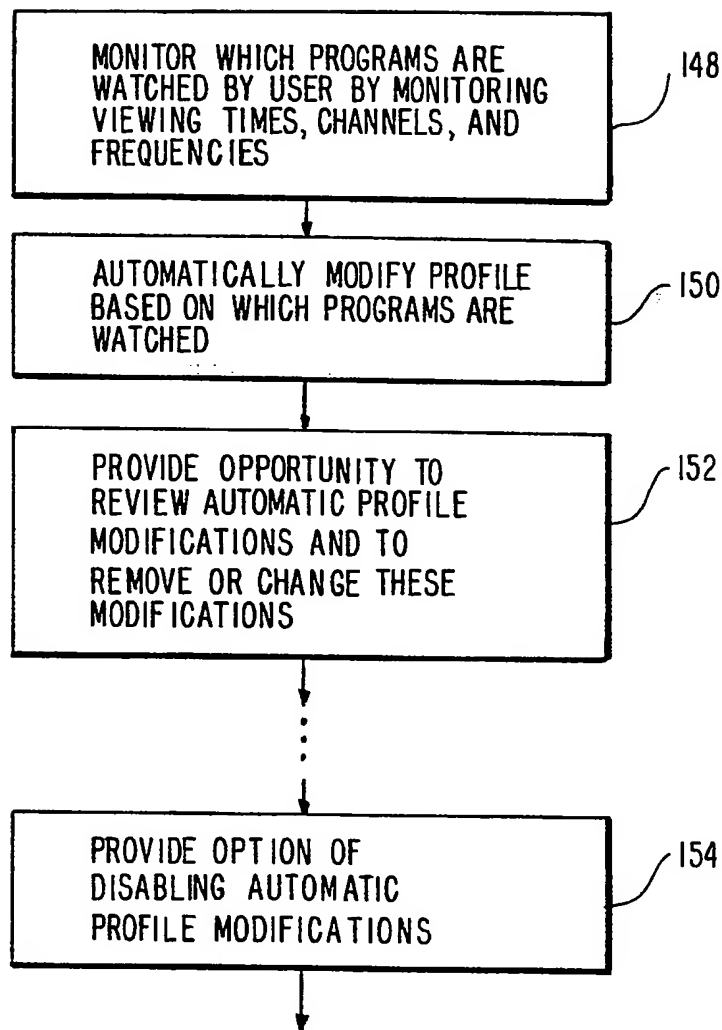 MONITOR WHICH PROGRAMS ARE
WATCHED BY USER BY MONITORING
VIEWING TIMES, CHANNELS, AND
FREQUENCIES
148
AUTOMATICALLY MODIFY PROFILE
BASED ON WHICH PROGRAMS ARE
WATCHED
150
PROVIDE OPPORTUNITY TO
REVIEW AUTOMATIC PROFILE
MODIFICATIONS AND TO
REMOVE OR CHANGE THESE
MODIFICATIONS
152
PROVIDE OPTION OF
DISABLING AUTOMATIC
PROFILE MODIFICATIONS
154